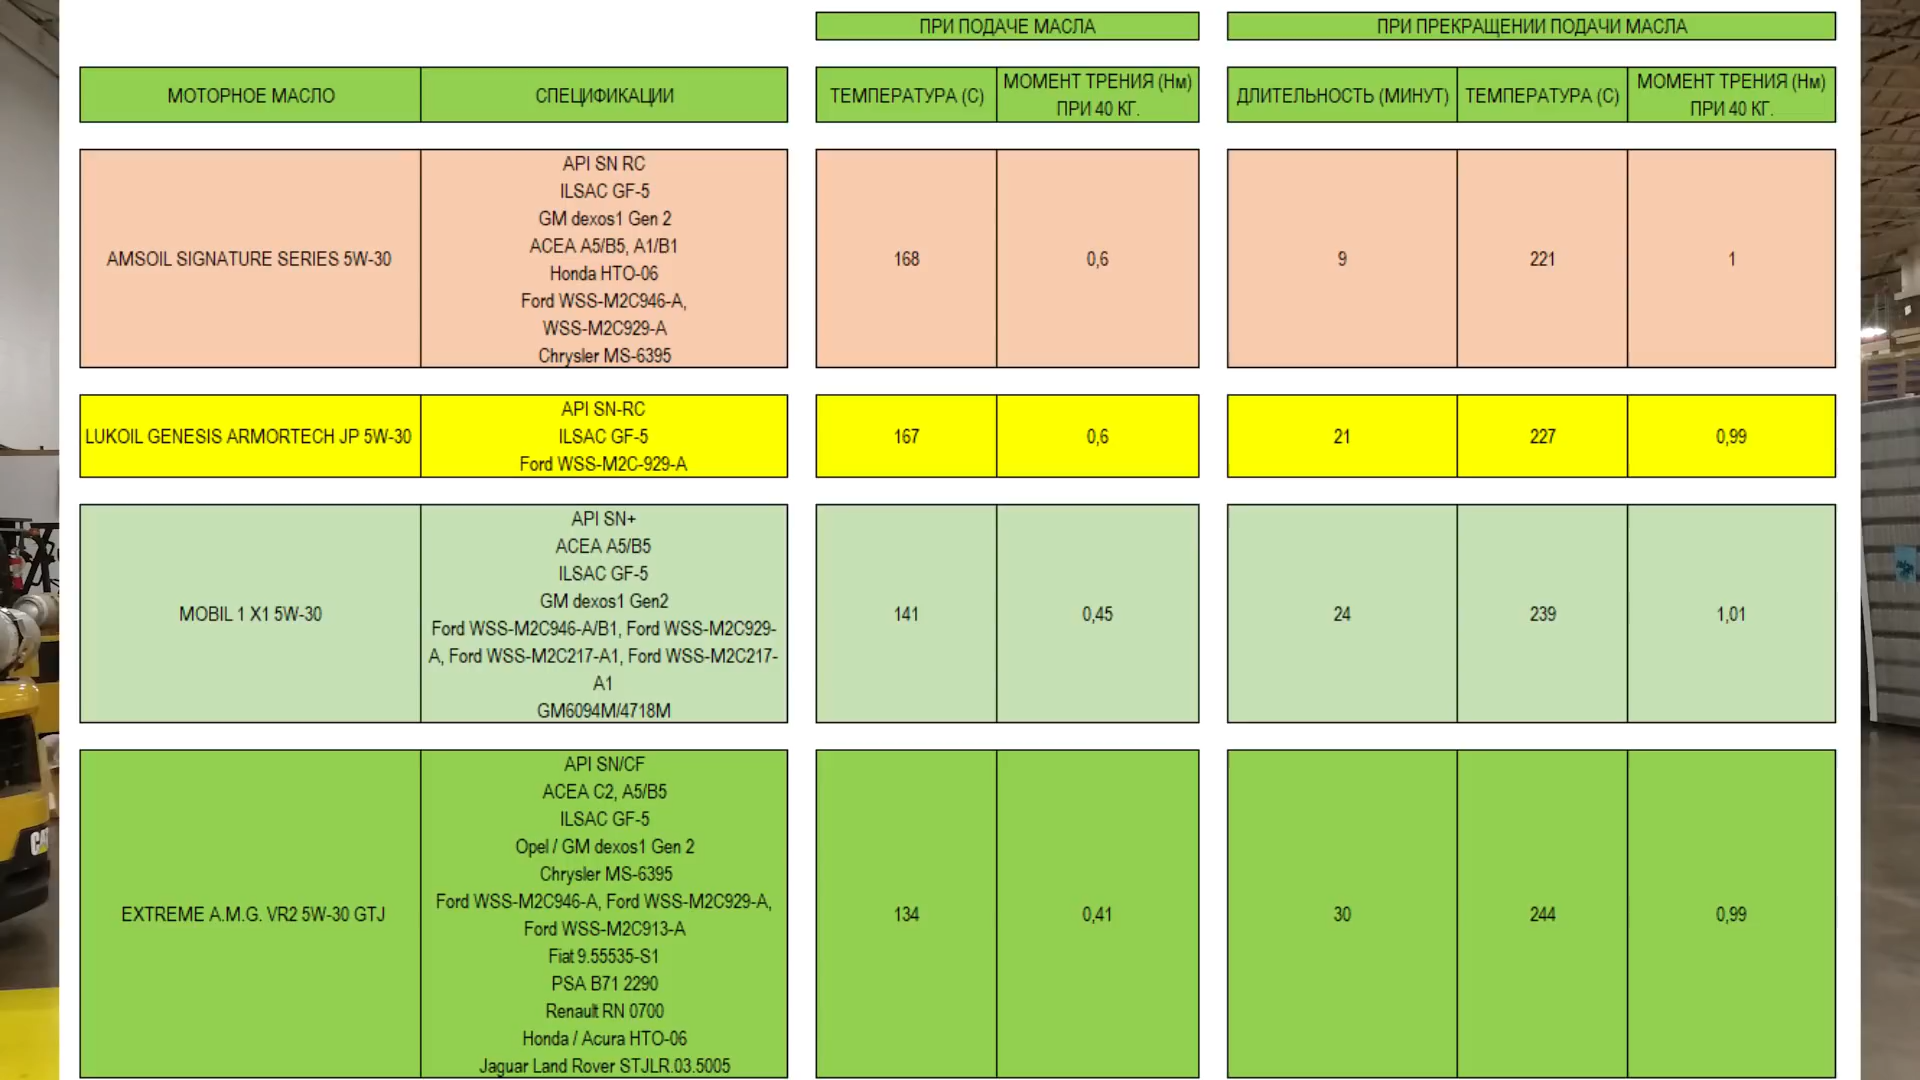 ПРИ ПОДАЧЕ МАСЛА
ПРИ ПРЕКРАЩЕНИИ ПОДАЧИ МАСЛА
МОТОРНОЕ МАСЛО
СПЕЦИФИКАЦИИ
ТЕМПЕРАТУРА (С)
МОМЕНТ ТРЕНИЯ (Нм)
ПРИ 40 КГ.
ДЛИТЕЛЬНОСТЬ (МИНУТ)
ТЕМПЕРАТУРА (С)
МОМЕНТ ТРЕНИЯ (Нм)
ПРИ 40 КГ.
AMSOIL SIGNATURE SERIES 5W-30
API SN RC
ILSAC GF-5
GM dexos1 Gen 2
ACEA A5/B5, A1/B1
Honda HTO-06
Ford WSS-M2C946-A,
WSS-M2C929-A
Chrysler MS-6395
168
0,6
9
221
1
LUKOIL GENESIS ARMORTECH JP 5W-30
API SN-RC
ILSAC GF-5
Ford WSS-M2C-929-A
167
0,6
21
227
0,99
MOBIL 1 X1 5W-30
API SN+
ACEA A5/B5
ILSAC GF-5
GM dexos1 Gen2
Ford WSS-M2C946-A/B1, Ford WSS-M2C929-
A, Ford WSS-M2C217-A1, Ford WSS-M2C217-
A1
GM6094M/4718M
141
0,45
24
239
1,01
EXTREME A.M.G. VR2 5W-30 GTJ
API SN/CF
ACEA C2, A5/B5
ILSAC GF-5
Opel / GM dexos1 Gen 2
Chrysler MS-6395
Ford WSS-M2C946-A, Ford WSS-M2C929-A,
Ford WSS-M2C913-A
Fiat 9.55535-S1
PSA B71 2290
Renault RN 0700
Honda / Acura HTO-06
Jaguar Land Rover STJLR.03.5005
134
0,41
30
244
0,99